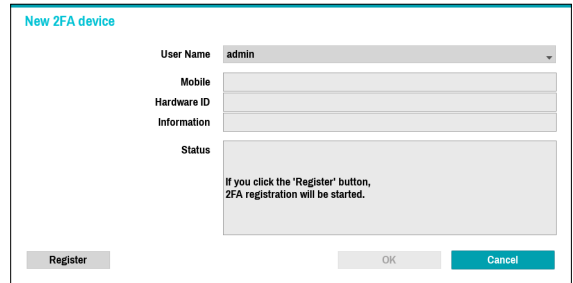 New 2FA device
User Name admin
Mobile
Hardware ID
Information
Status
If you click the 'Register' button,
2FA registration will be started.
Register OK Cancel